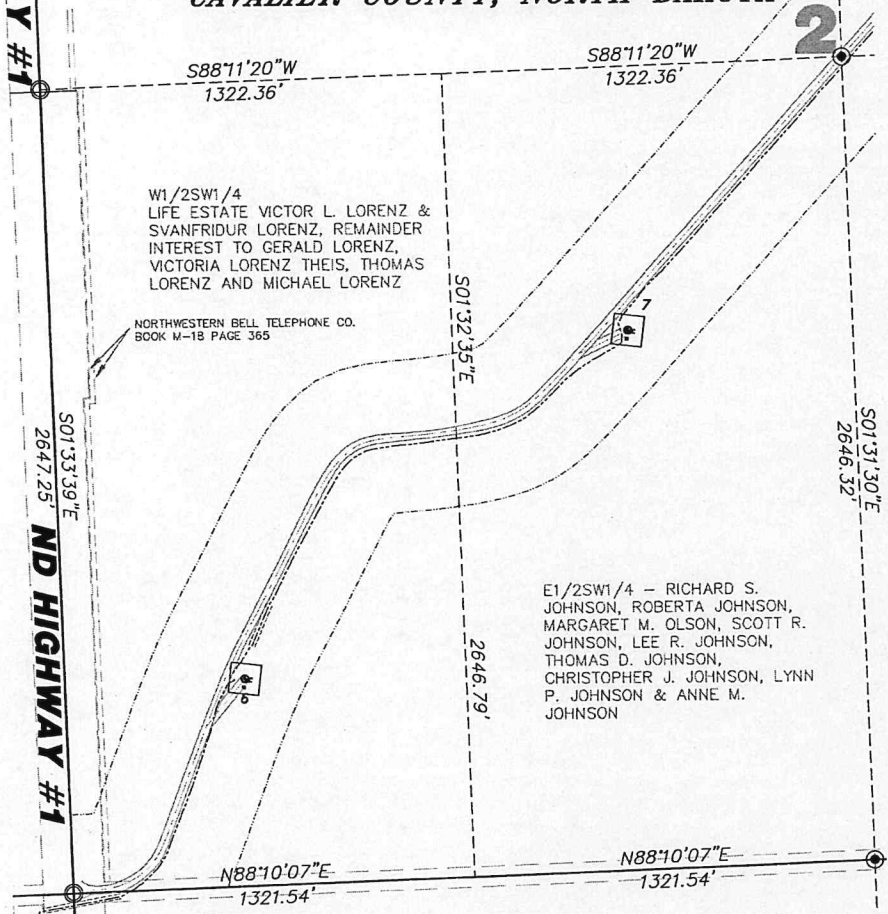 CAVALIER COUNTY, NORTH DAKOTA
Y #1
2
S88°11'20"W
1322.36'
S88°11'20"W
1322.36'
W1/2SW1/4
LIFE ESTATE VICTOR L. LORENZ &
SVANFRIDUR LORENZ, REMAINDER
INTEREST TO GERALD LORENZ,
VICTORIA LORENZ THEIS, THOMAS
LORENZ AND MICHAEL LORENZ
NORTHWESTERN BELL TELEPHONE CO.
BOOK M-18 PAGE 365
S01°32'35"E
2646.79'
7
S01°33'39"E
2647.25'
ND HIGHWAY #1
S01°31'30"E
2646.32'
E1/2SW1/4 – RICHARD S.
JOHNSON, ROBERTA JOHNSON,
MARGARET M. OLSON, SCOTT R.
JOHNSON, LEE R. JOHNSON,
THOMAS D. JOHNSON,
CHRISTOPHER J. JOHNSON, LYNN
P. JOHNSON & ANNE M.
JOHNSON
N88°10'07"E
1321.54'
N88°10'07"E
1321.54'